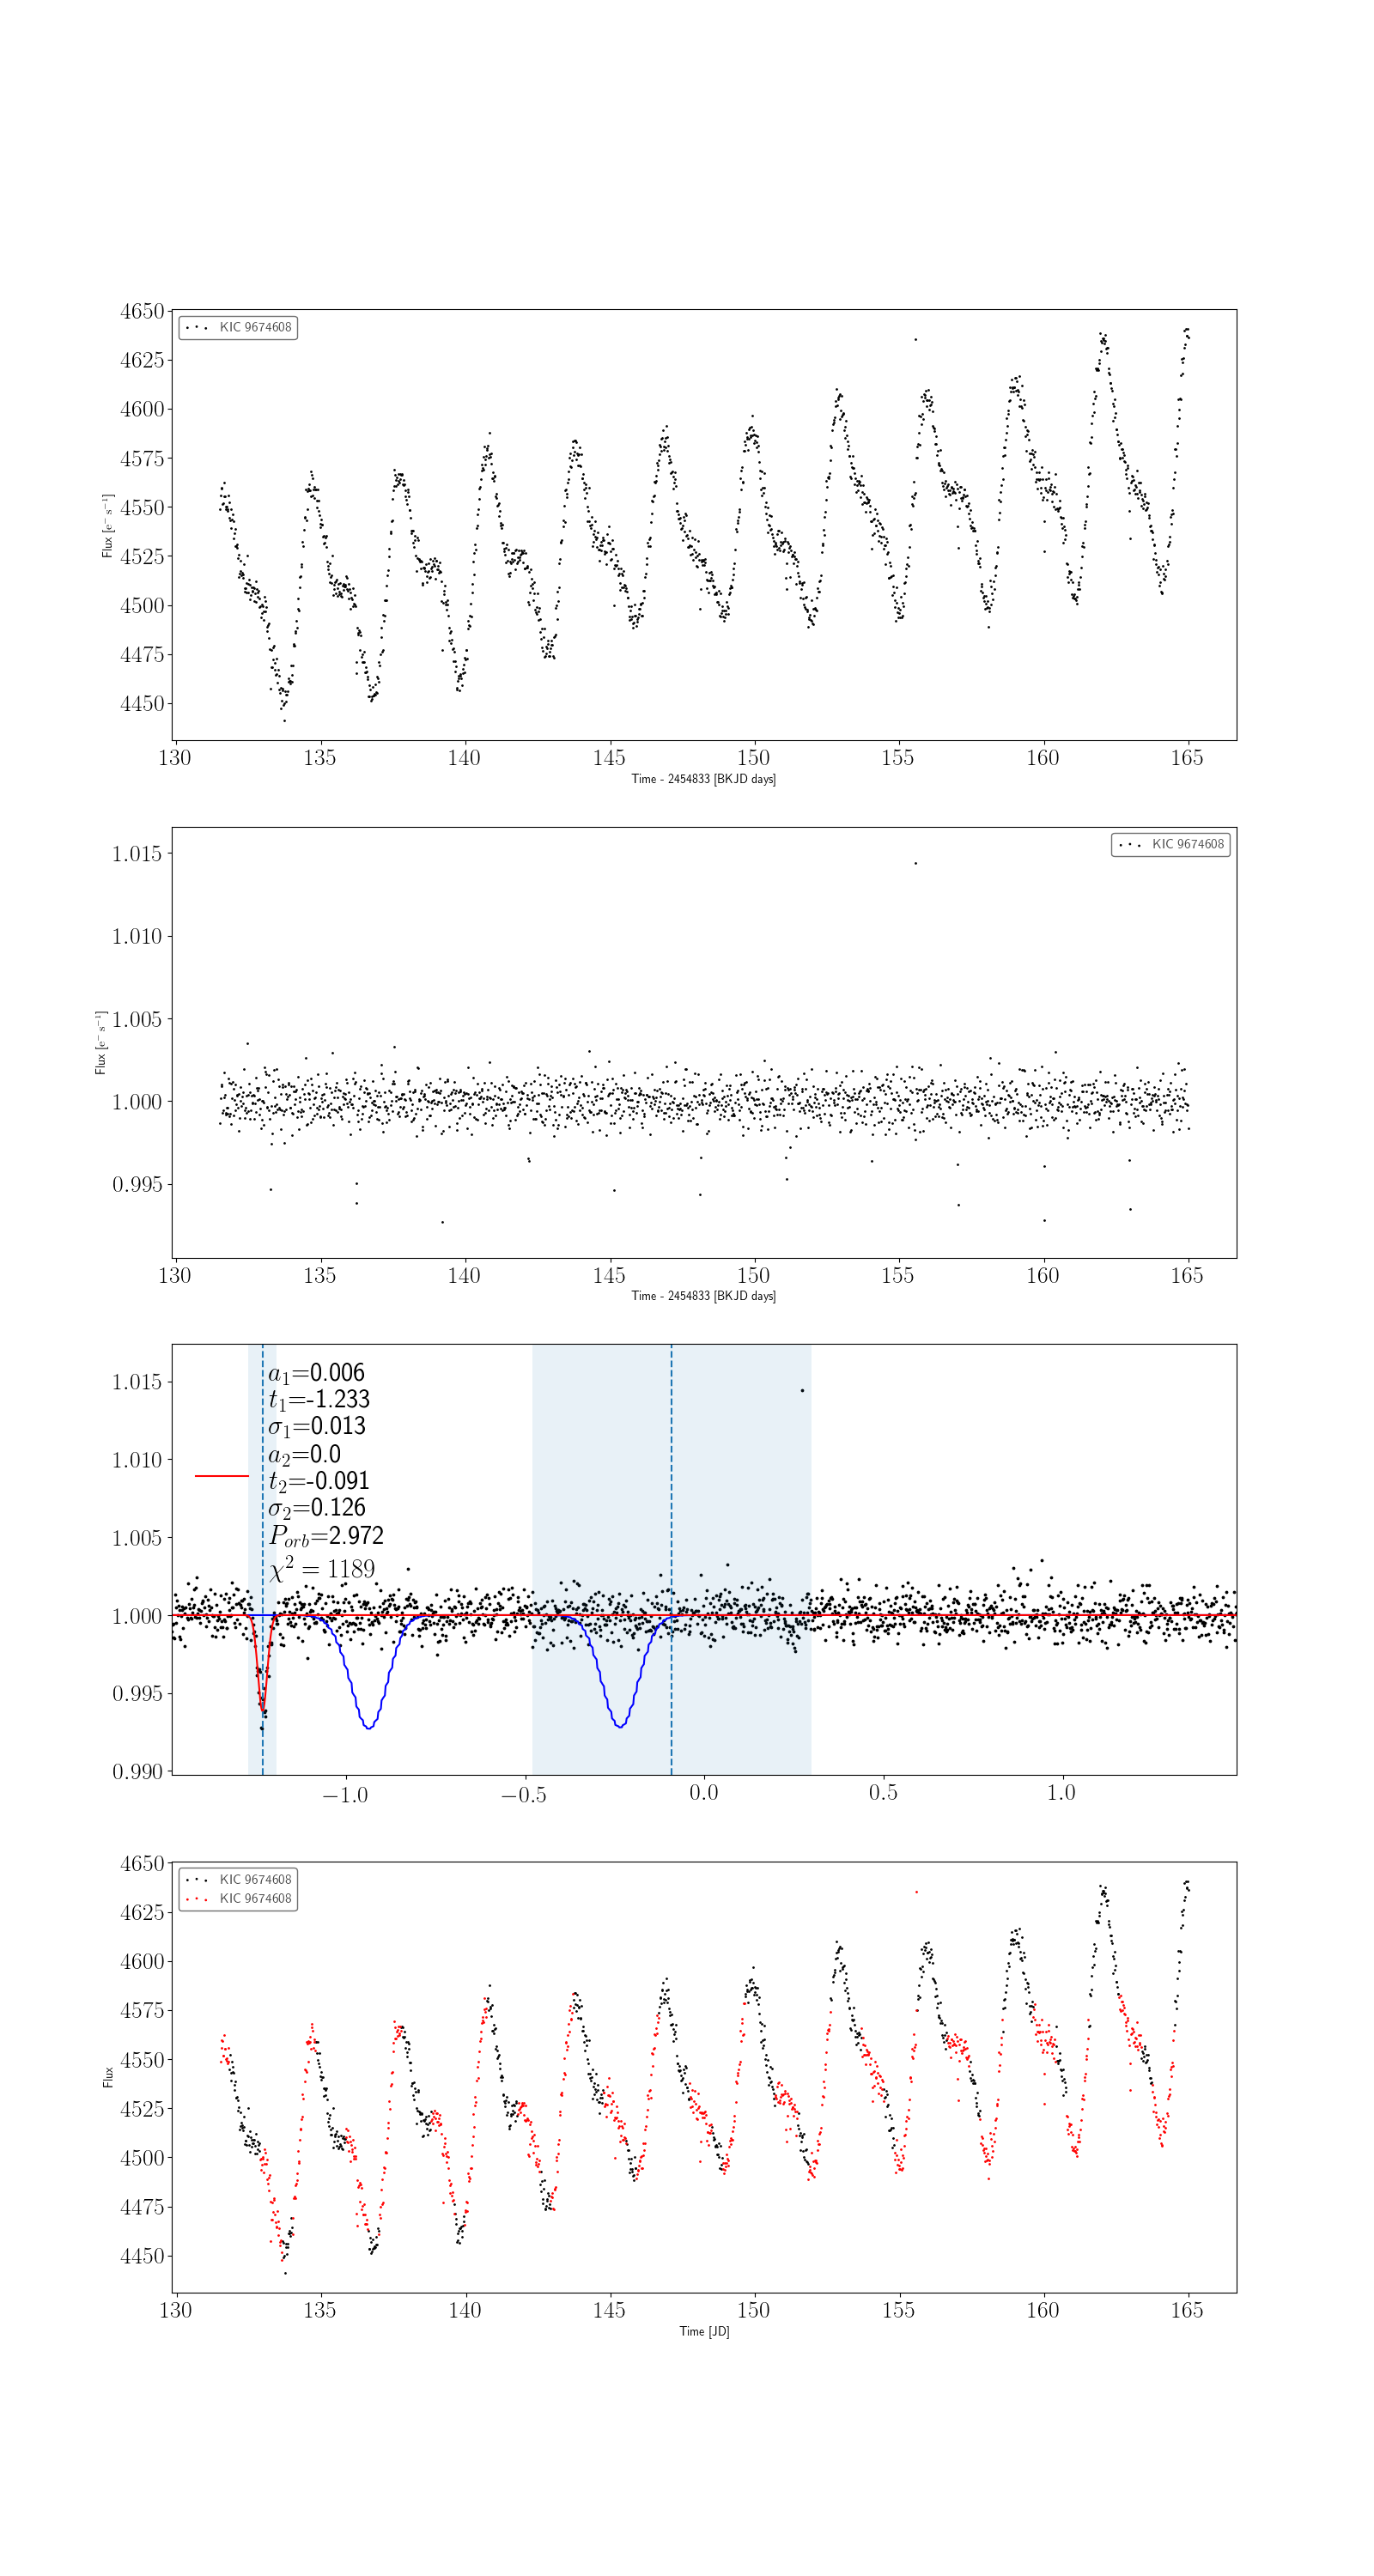 4650
4625
4600
4575
4550
4525
4500
4475
4450
Flux [e⁻ s⁻¹]
KIC 9674608
130 135 140 145 150 155 160 165
Time - 2454833 [BKJD days]
1.015
1.010
1.005
1.000
0.995
Flux [e⁻ s⁻¹]
KIC 9674608
130 135 140 145 150 155 160 165
Time - 2454833 [BKJD days]
1.015
1.010
1.005
1.000
0.995
0.990
a₁=0.006
t₁=-1.233
σ₁=0.013
a₂=0.0
t₂=-0.091
σ₂=0.126
P_orb=2.972
χ² = 1189
−1.0 −0.5 0.0 0.5 1.0
4650
4625
4600
4575
4550
4525
4500
4475
4450
Flux
KIC 9674608
KIC 9674608
130 135 140 145 150 155 160 165
Time [JD]